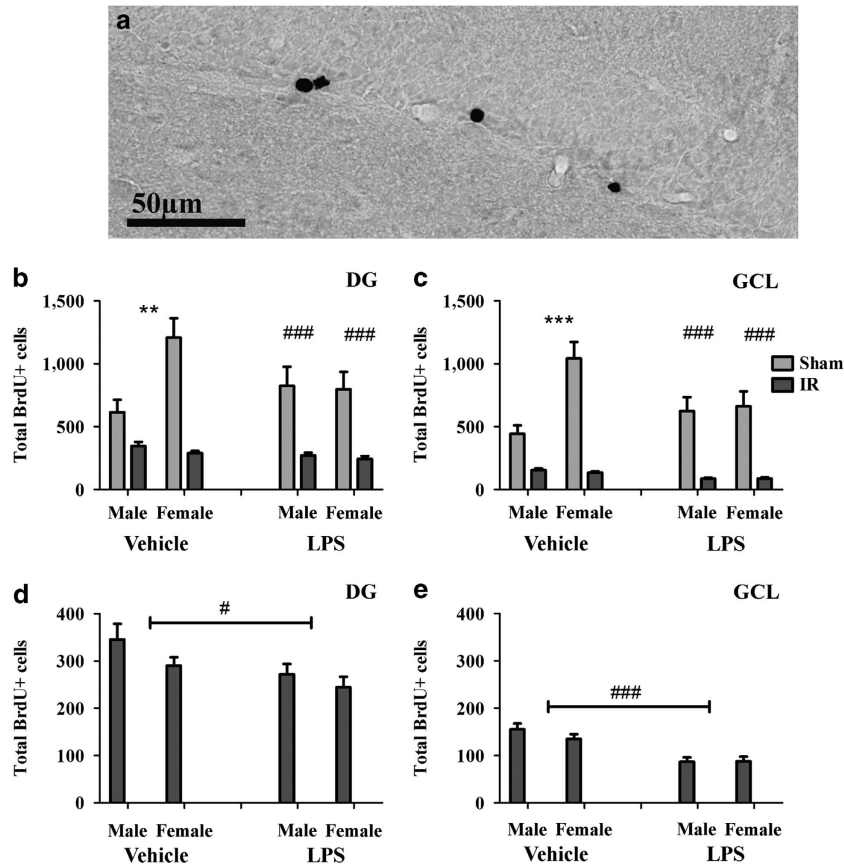 a
50µm
b
DG
Total BrdU+ cells
1,500
1,000
500
0
**
###
###
Male
Female
Male
Female
Vehicle
LPS
c
GCL
Total BrdU+ cells
1,500
1,000
500
0
***
###
###
Sham
IR
Male
Female
Male
Female
Vehicle
LPS
d
DG
Total BrdU+ cells
400
300
200
100
0
#
Male
Female
Male
Female
Vehicle
LPS
e
GCL
Total BrdU+ cells
400
300
200
100
0
###
Male
Female
Male
Female
Vehicle
LPS